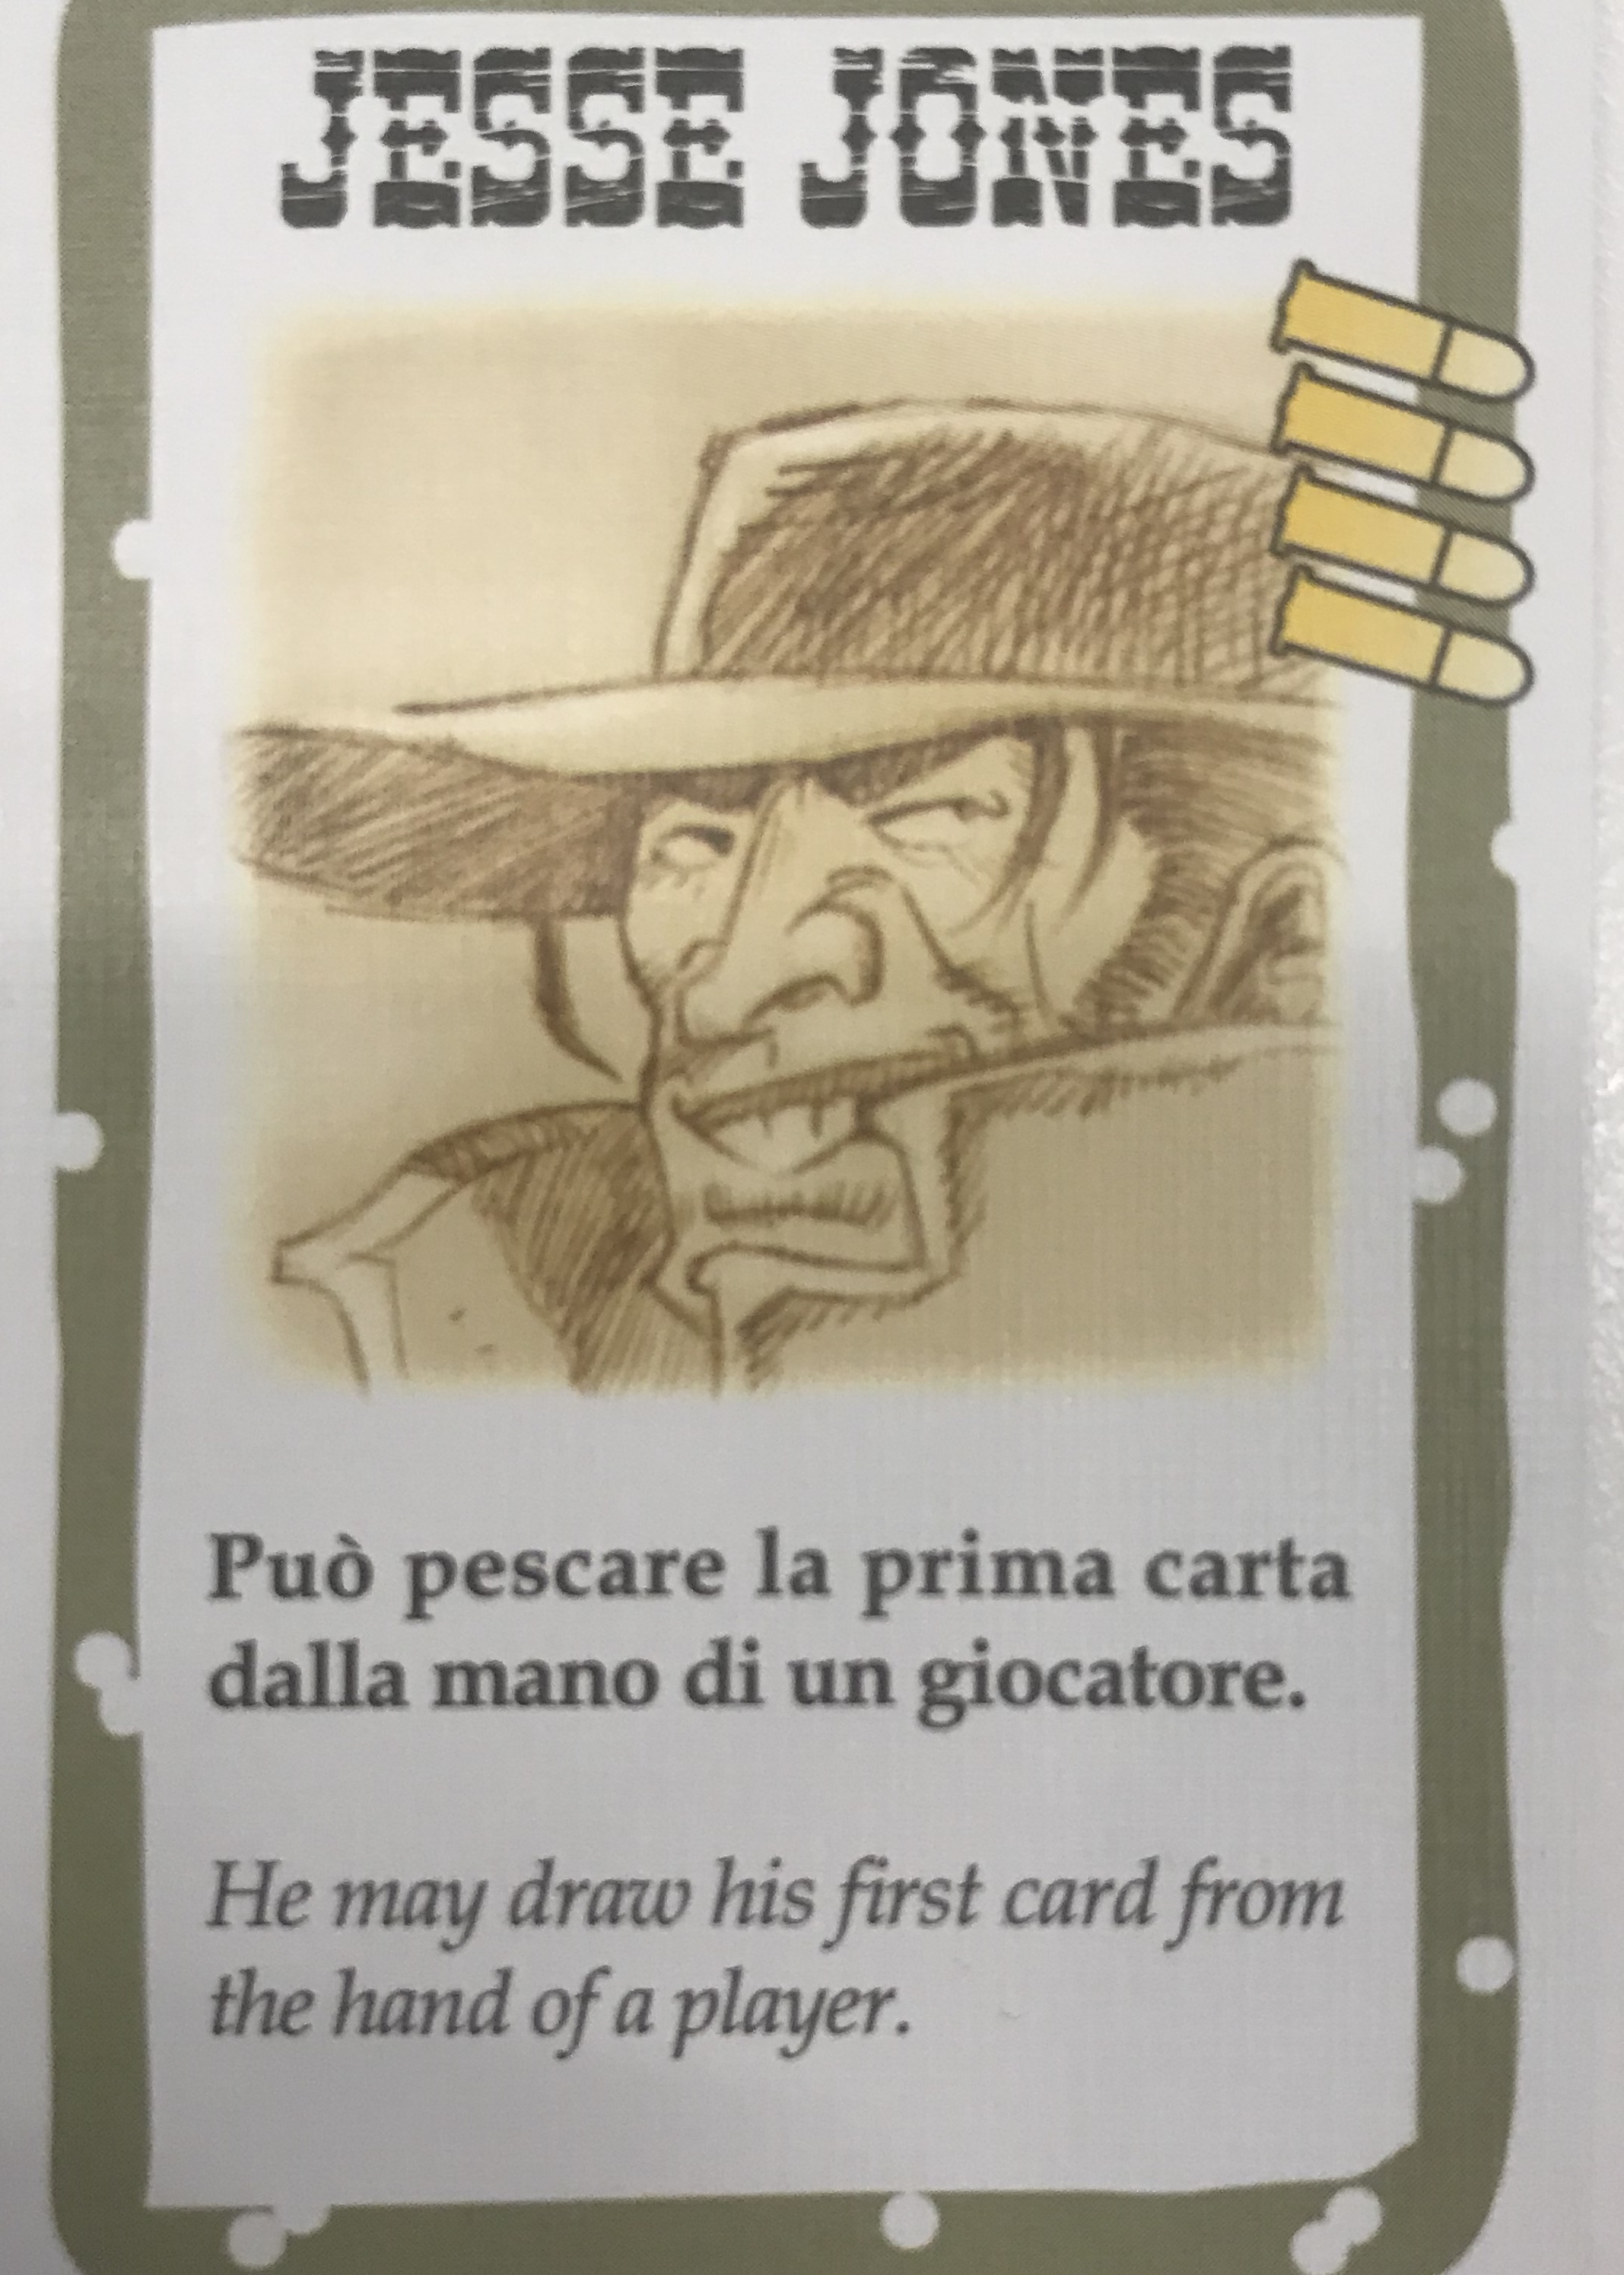 JESSE JONES
Può pescare la prima carta
dalla mano di un giocatore.
He may draw his first card from
the hand of a player.